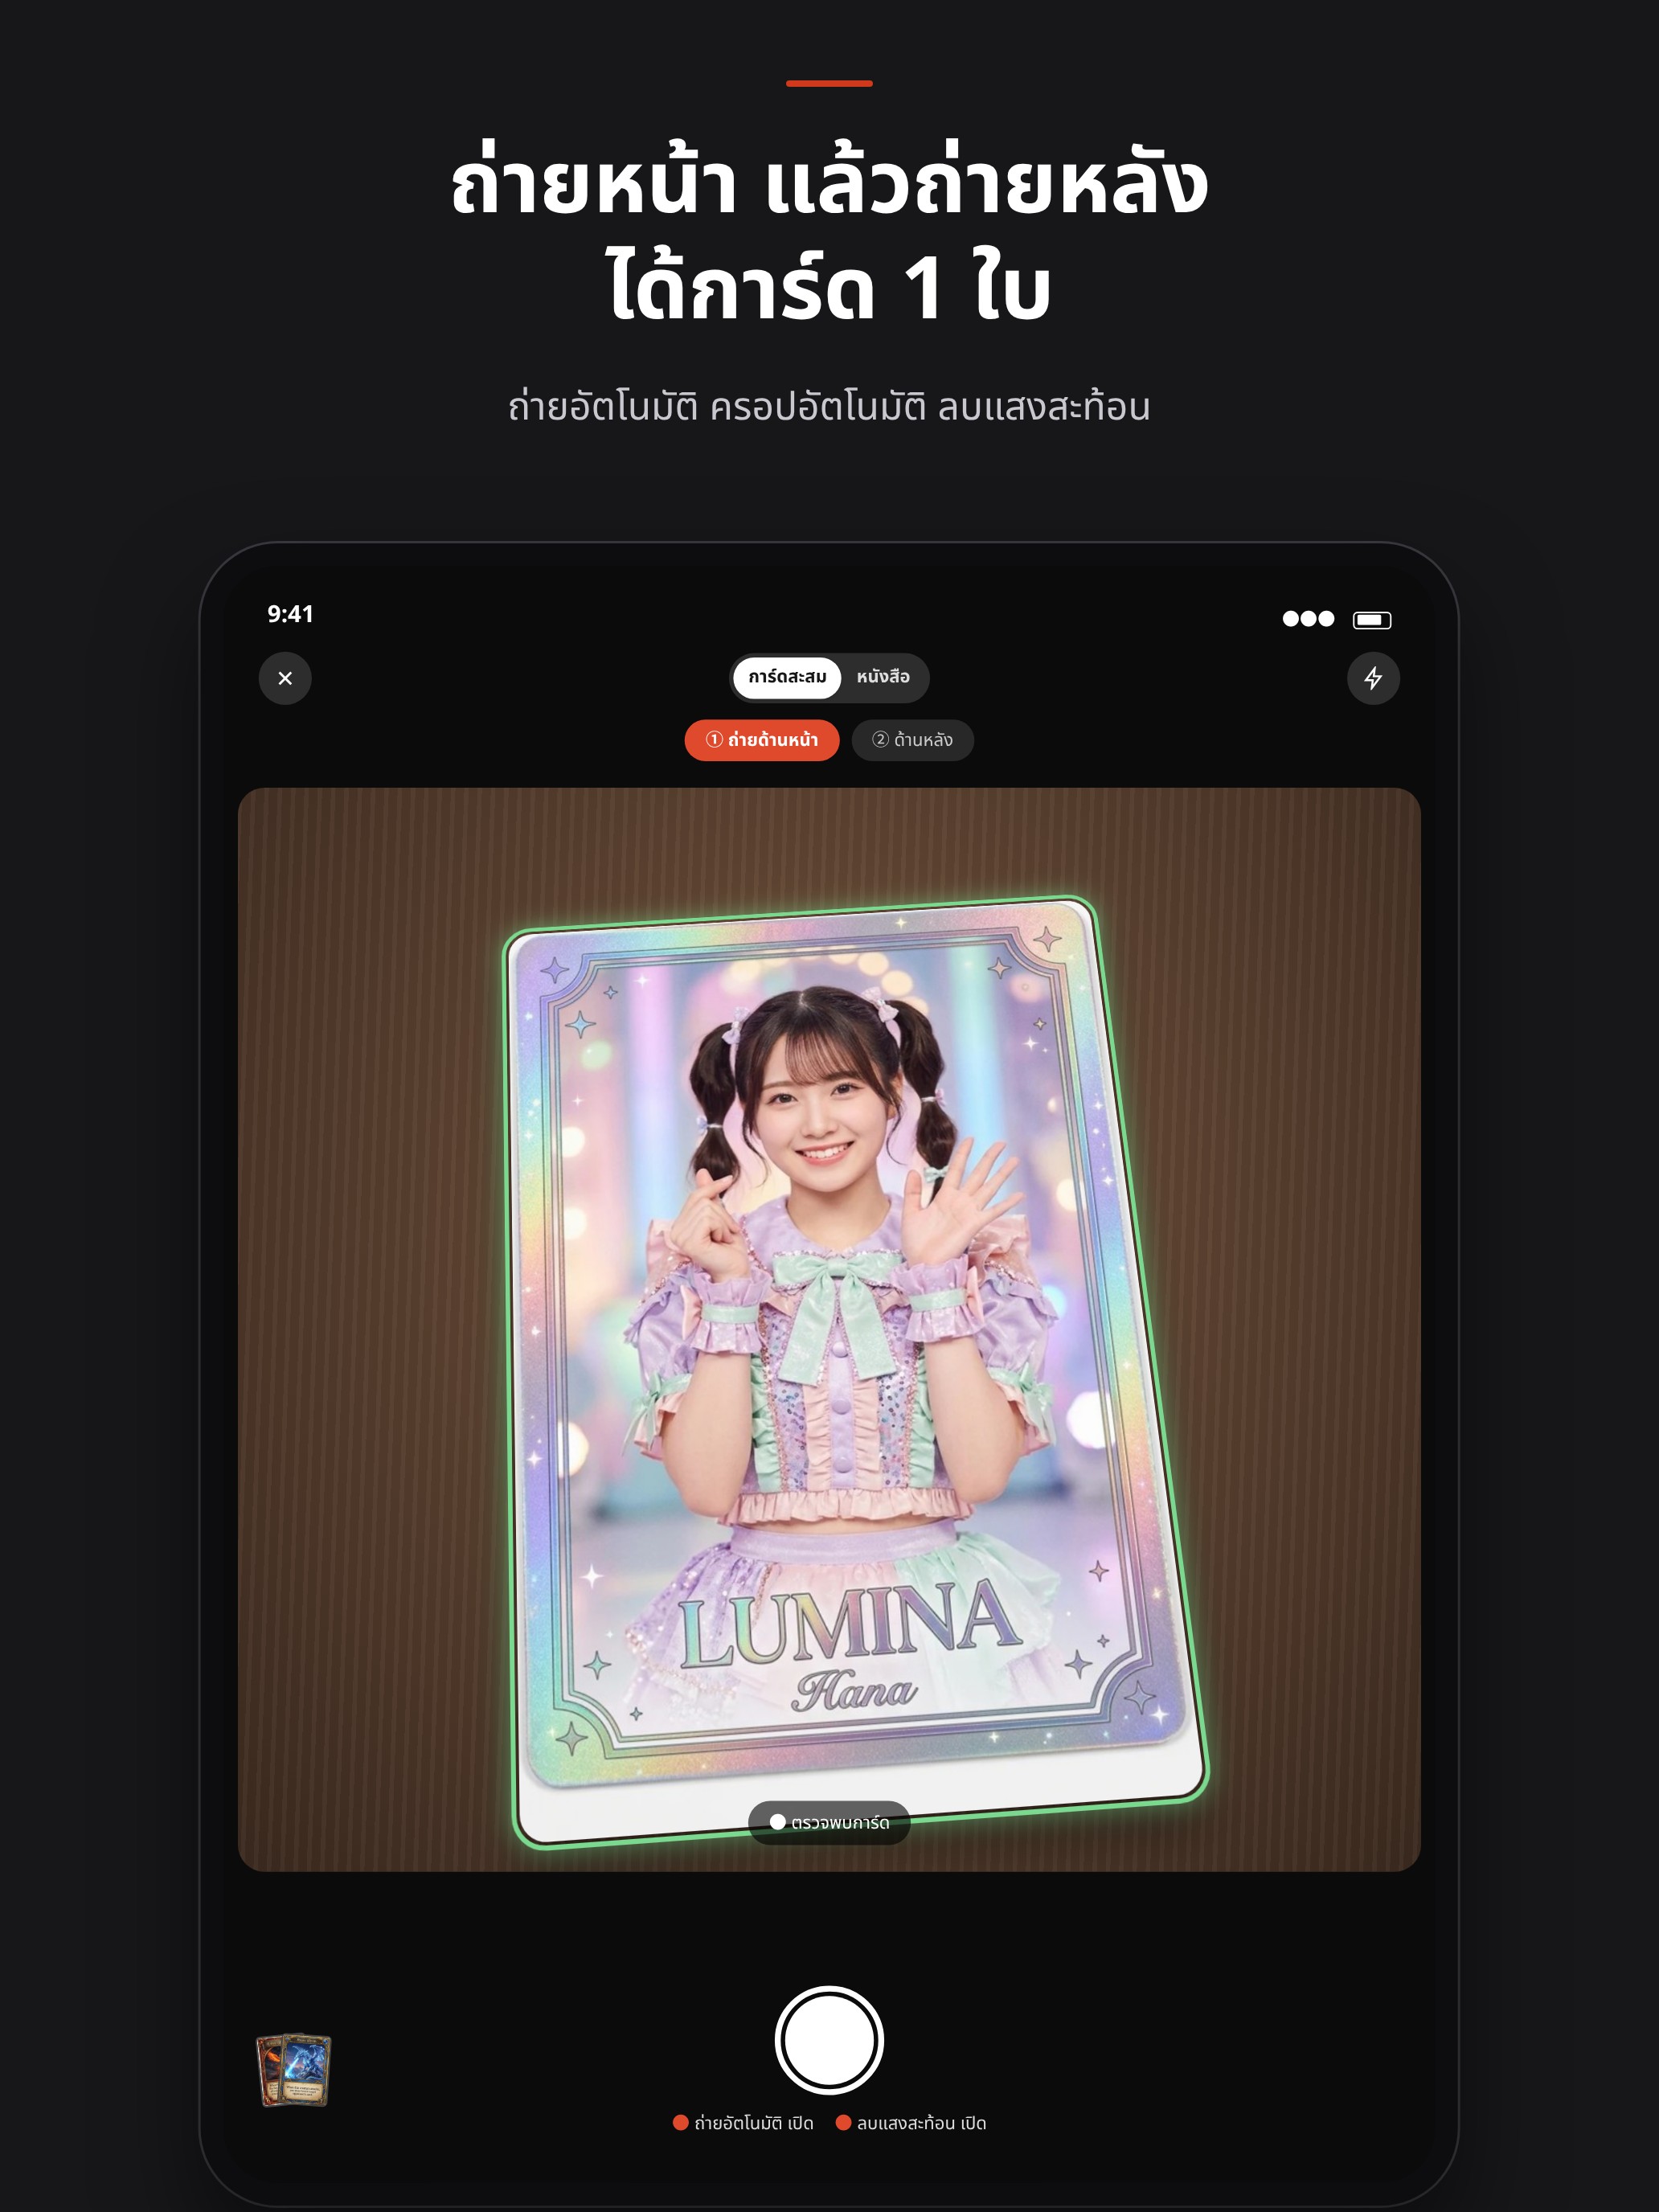 ถ่ายหน้า แล้วถ่ายหลัง
ได้การ์ด 1 ใบ
ถ่ายอัตโนมัติ ครอปอัตโนมัติ ลบแสงสะท้อน
9:41
การ์ดสะสม หนังสือ
① ถ่ายด้านหน้า ② ด้านหลัง
LUMINA
Hana
ตรวจพบการ์ด
ถ่ายอัตโนมัติ เปิด ลบแสงสะท้อน เปิด